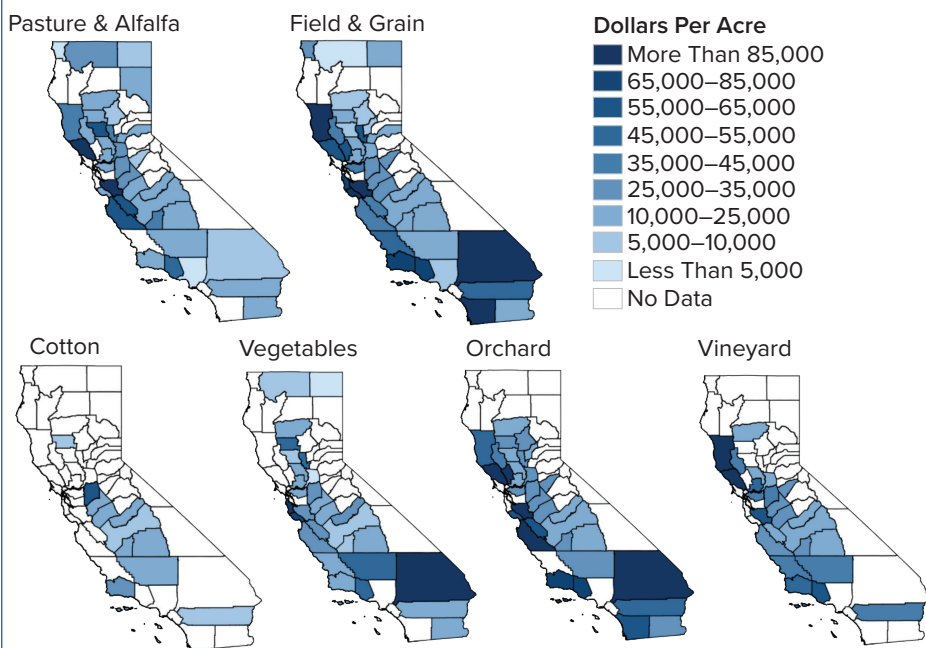 Pasture & Alfalfa
Field & Grain
Dollars Per Acre
More Than 85,000
65,000–85,000
55,000–65,000
45,000–55,000
35,000–45,000
25,000–35,000
10,000–25,000
5,000–10,000
Less Than 5,000
No Data
Cotton
Vegetables
Orchard
Vineyard